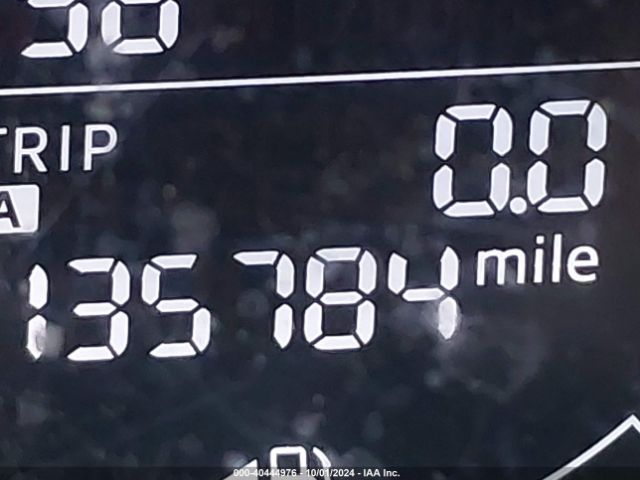 TRIP 0.0
A
135784 mile
000-40444976 - 10/01/2024 - IAA Inc.